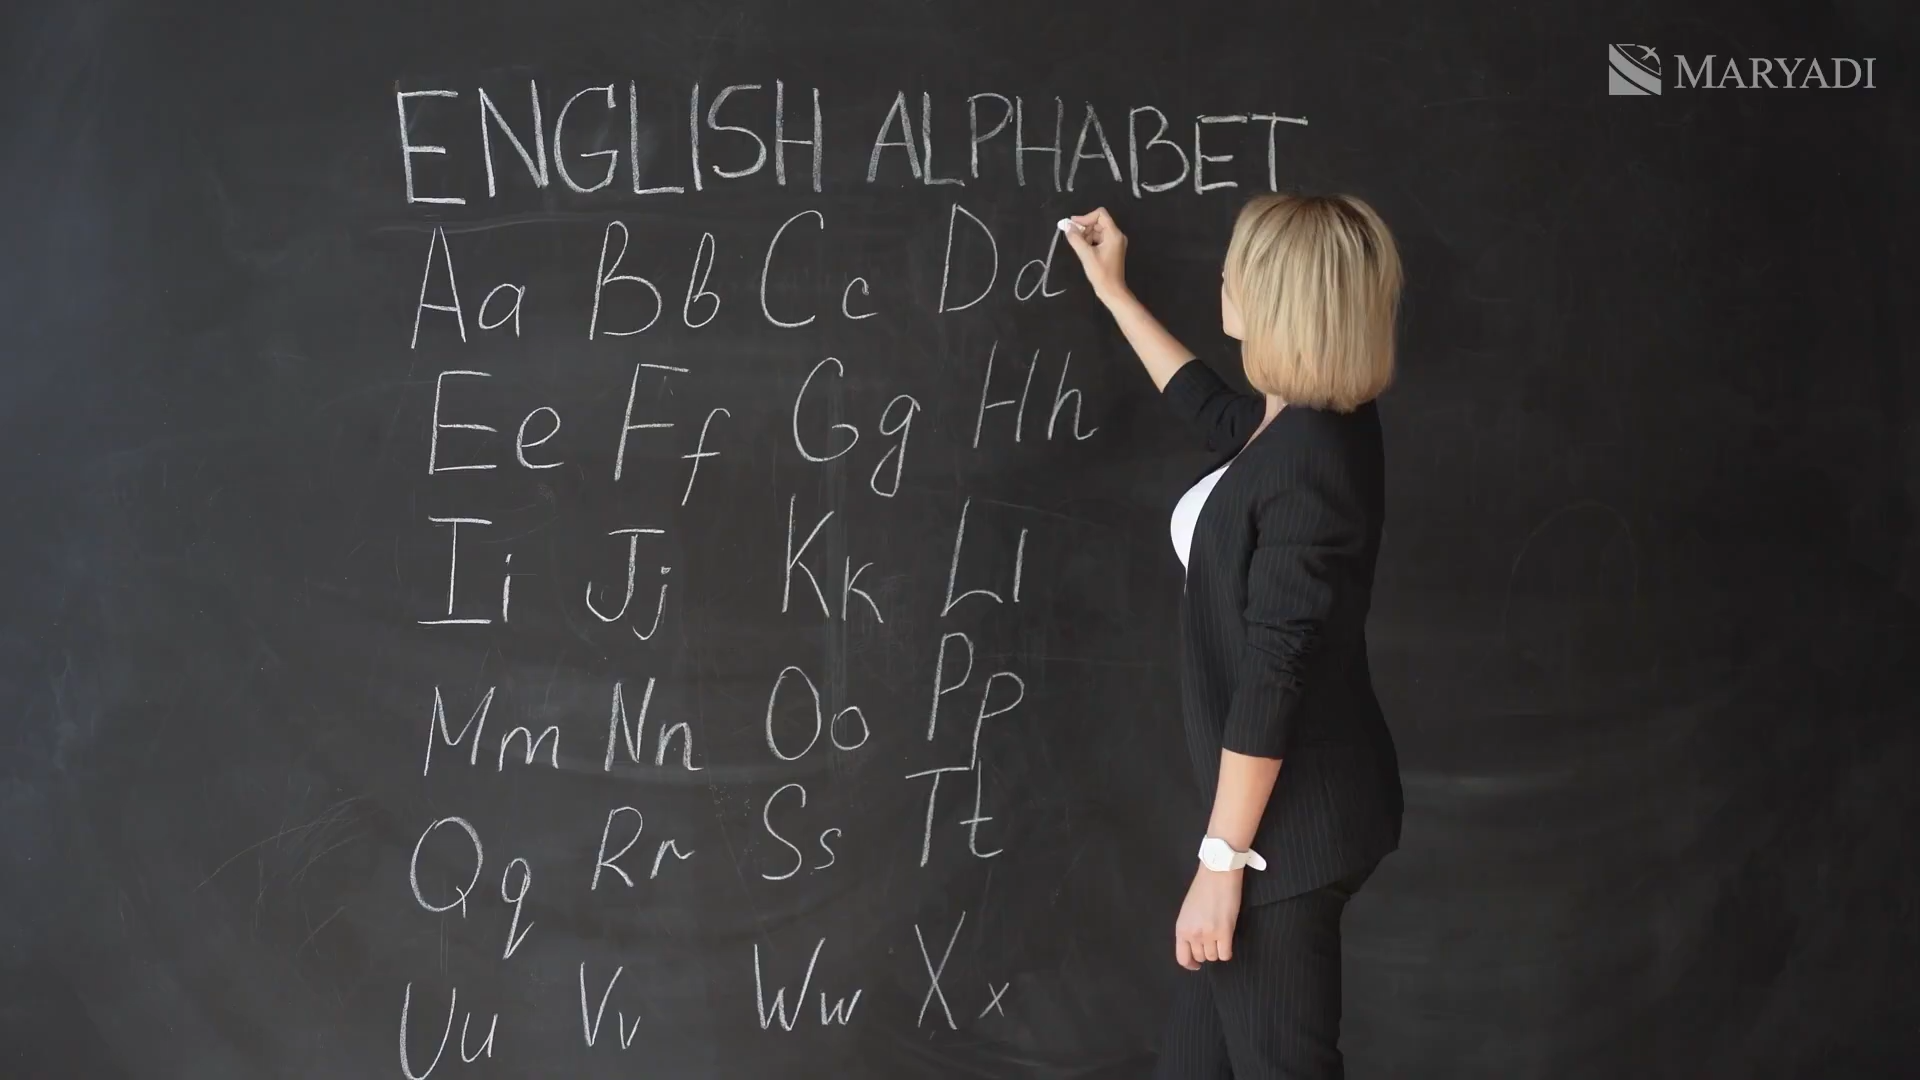 MARYADI
ENGLISH ALPHABET
Aa Bb Cc Dd
Ee Ff Gg Hh
Ii Jj Kk Ll
Mm Nn Oo Pp
Qq Rr Ss Tt
Uu Vv Ww Xx